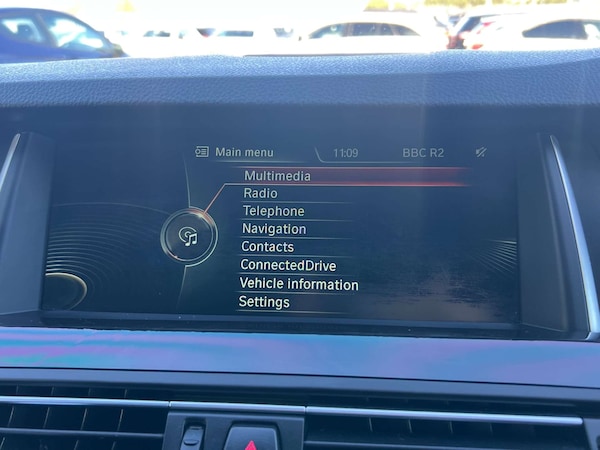 Main menu 11:09 BBC R2
Multimedia
Radio
Telephone
Navigation
Contacts
ConnectedDrive
Vehicle information
Settings